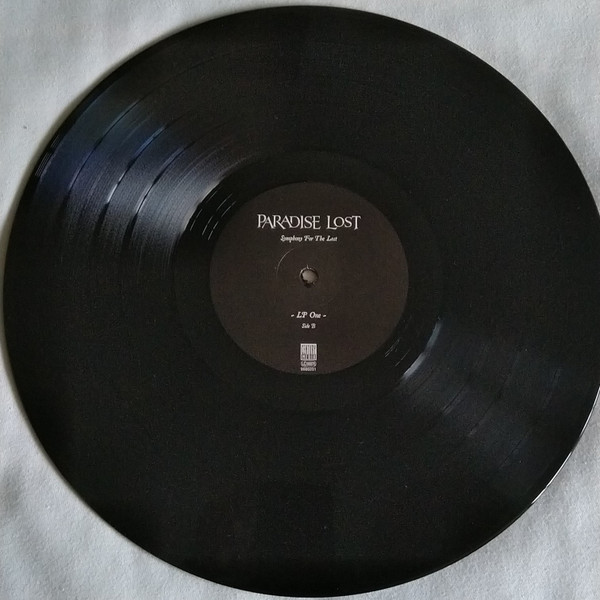 PARADISE LOST
Symphony For The Lost
- LP One -
Side B